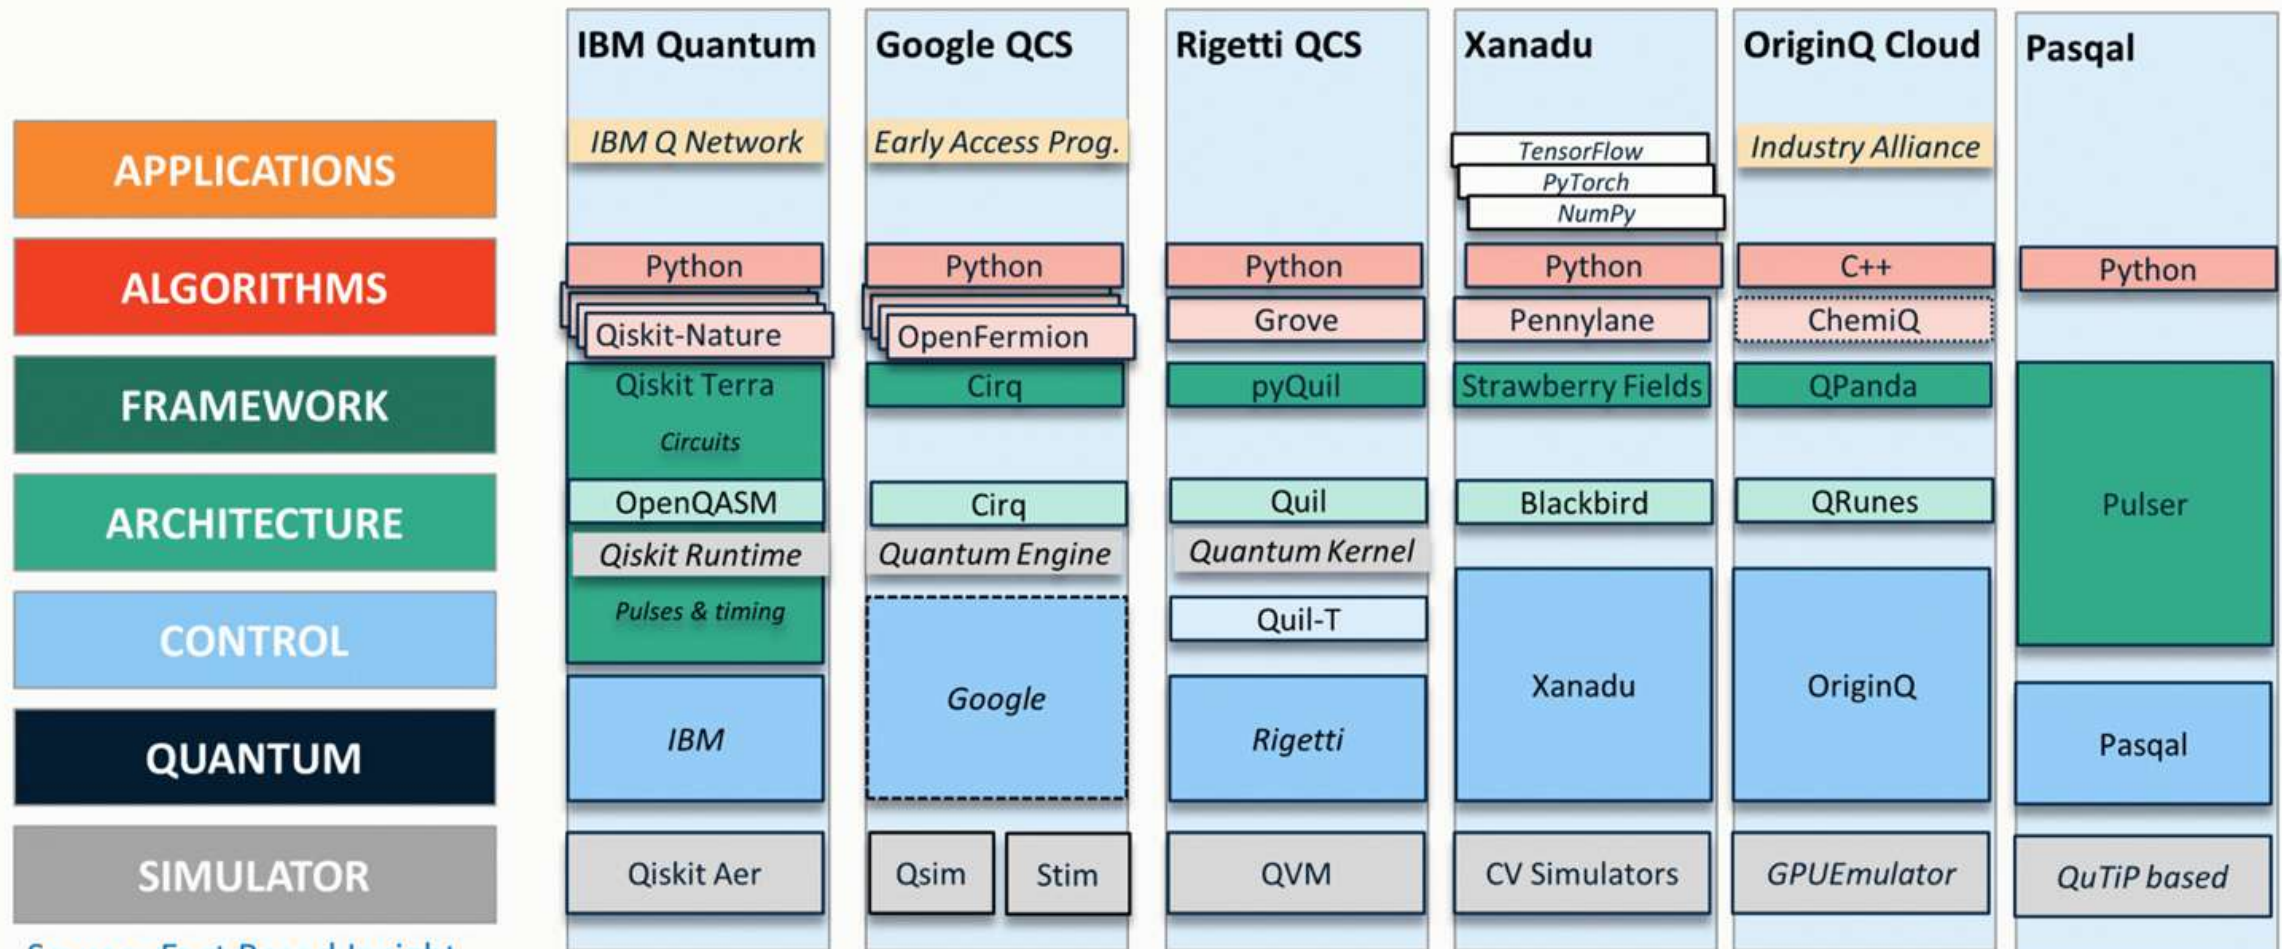 IBM Quantum
Google QCS
Rigetti QCS
Xanadu
OriginQ Cloud
Pasqal
APPLICATIONS
IBM Q Network
Early Access Prog.
TensorFlow
PyTorch
NumPy
Industry Alliance
ALGORITHMS
Python
Python
Python
Python
C++
Python
Qiskit-Nature
OpenFermion
Grove
Pennylane
ChemiQ
FRAMEWORK
Qiskit Terra
Circuits
Cirq
pyQuil
Strawberry Fields
QPanda
Pulser
ARCHITECTURE
OpenQASM
Cirq
Quil
Blackbird
QRunes
Qiskit Runtime
Quantum Engine
Quantum Kernel
CONTROL
Pulses & timing
Quil-T
QUANTUM
IBM
Google
Rigetti
Xanadu
OriginQ
Pasqal
SIMULATOR
Qiskit Aer
Qsim
Stim
QVM
CV Simulators
GPUEmulator
QuTiP based